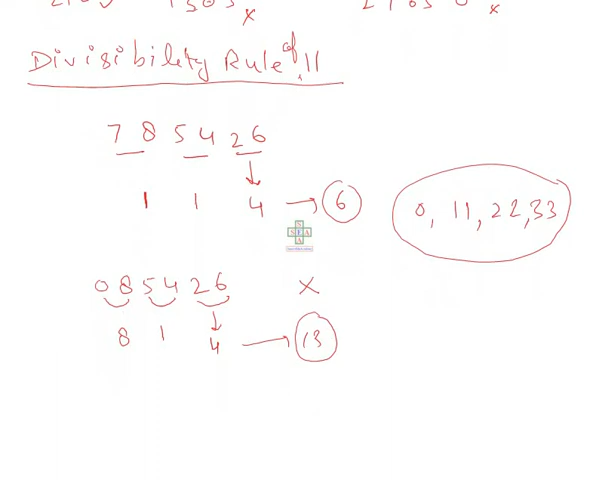 Divisibility Rule of 11
7 8 5 4 2 6
1 1 4 → 6
0, 11, 22, 33
0 8 5 4 2 6 x
8 1 4 → 13